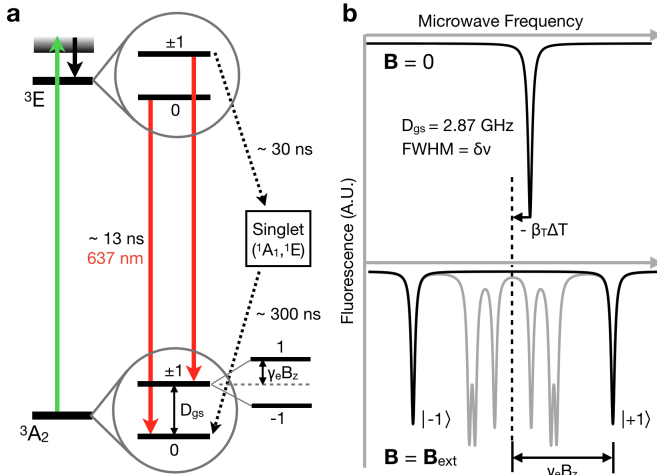 a
±1
³E
0
~ 30 ns
~ 13 ns
637 nm
Singlet
(¹A₁,¹E)
~ 300 ns
1
±1
γₑB_z
D_gs
-1
³A₂
0
b
Microwave Frequency
B = 0
D_gs = 2.87 GHz
FWHM = δν
- β_TΔT
Fluorescence (A.U.)
|-1⟩
|+1⟩
B = B_ext
γₑB_z